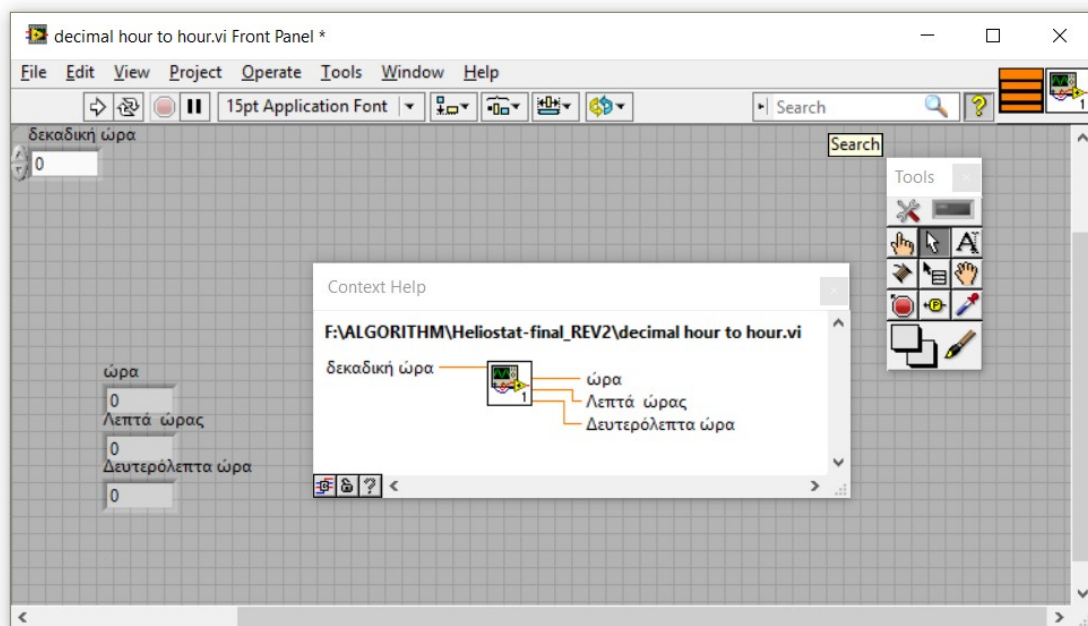 decimal hour to hour.vi Front Panel *
File Edit View Project Operate Tools Window Help
15pt Application Font
Search
1
δεκαδική ώρα
0
Search
Tools
Context Help
F:\ALGORITHM\Heliostat-final_REV2\decimal hour to hour.vi
δεκαδική ώρα
1
ώρα
Λεπτά ώρας
Δευτερόλεπτα ώρα
ώρα
0
Λεπτά ώρας
0
Δευτερόλεπτα ώρα
0